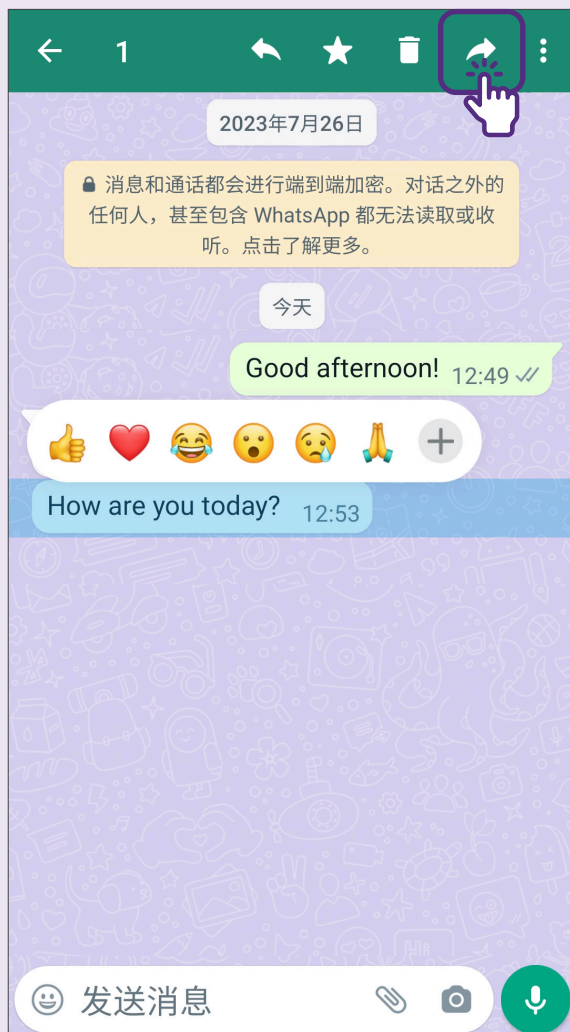 1
2023年7月26日
消息和通话都会进行端到端加密。对话之外的
任何人，甚至包含 WhatsApp 都无法读取或收
听。点击了解更多。
今天
Good afternoon! 12:49
How are you today? 12:53
发送消息